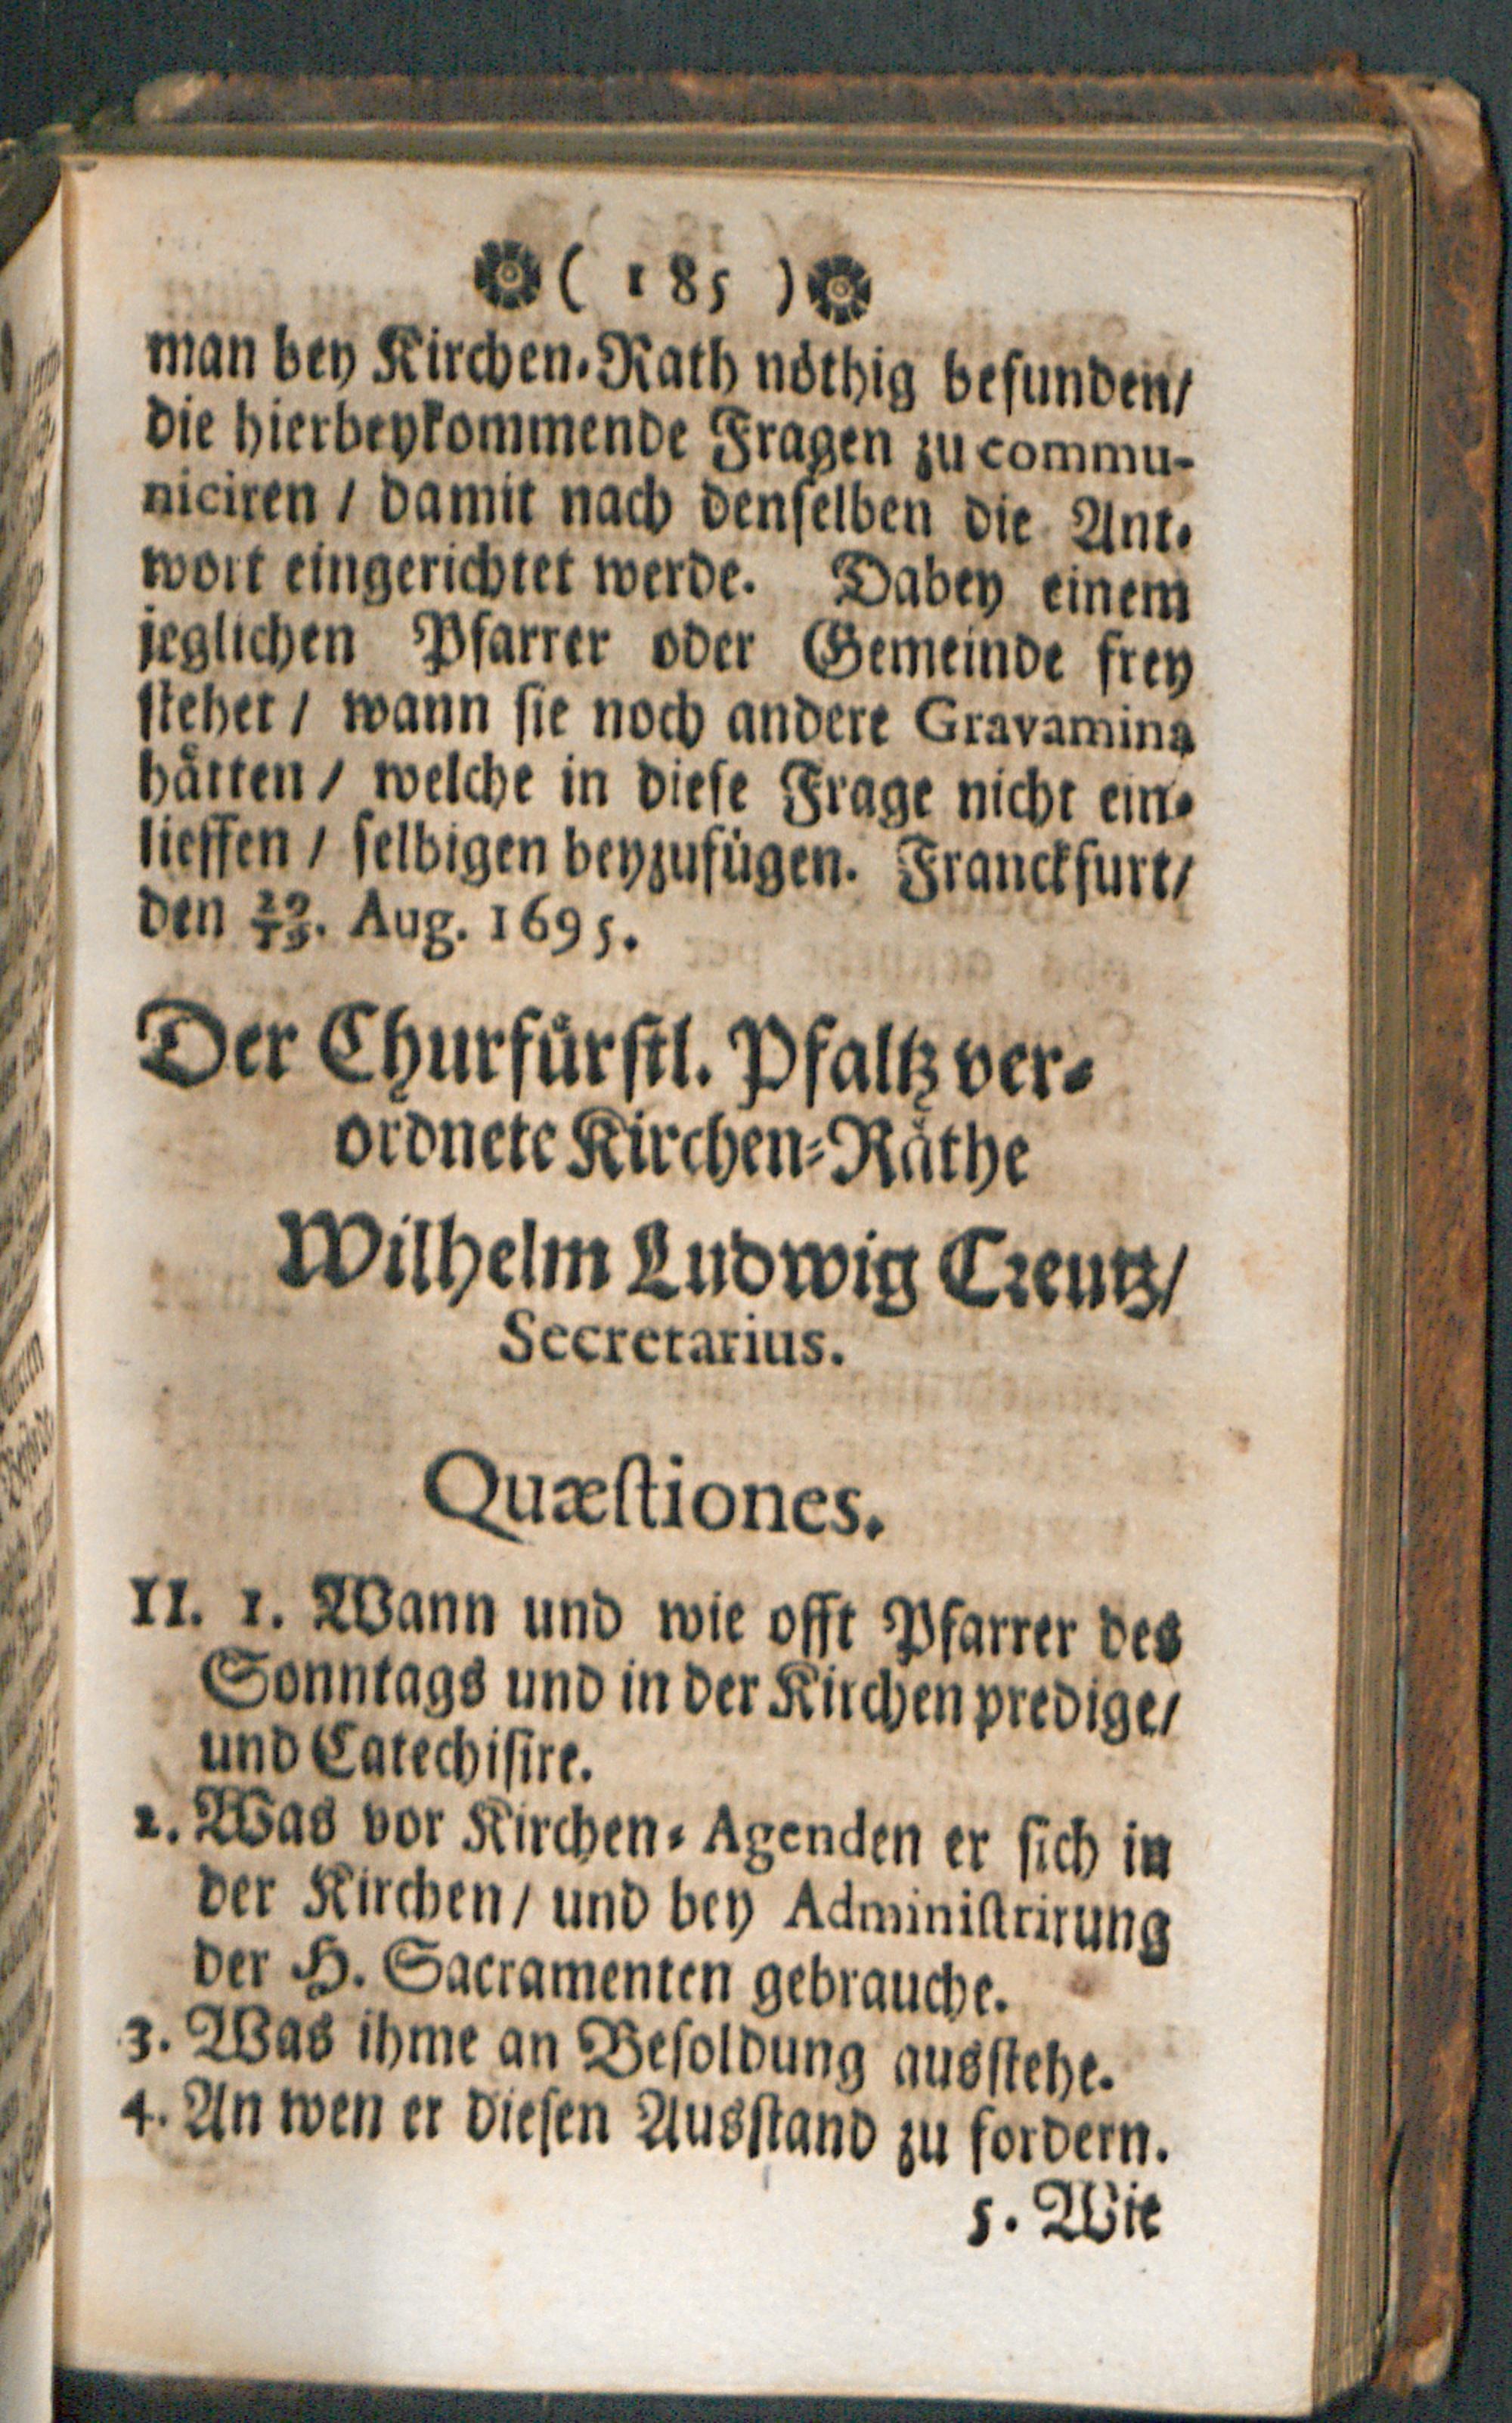 ( 185 )
man bey Kirchen-Rath nöthig befunden/
die hierbeykommende Fragen zu commu-
niciren / damit nach denselben die Ant-
wort eingerichtet werde. Dabey einem
jeglichen Pfarrer oder Gemeinde frey
stehet / wann sie noch andere Gravamina
hätten / welche in diese Frage nicht ein-
lieffen / selbigen beyzufügen. Franckfurt/
den Aug. 1695.
Der Churfürstl. Pfaltz ver-
ordnete Kirchen-Räthe
Wilhelm Ludwig Creutz/
Secretarius.
Quæstiones.
II. 1. Wann und wie offt Pfarrer des
Sonntags und in der Kirchen predige/
und Catechisire.
2. Was vor Kirchen-Agenden er sich in
der Kirchen / und bey Administrirung
der H. Sacramenten gebrauche.
3. Was ihme an Besoldung ausstehe.
4. An wen er diesen Ausstand zu fordern.
5. Wie